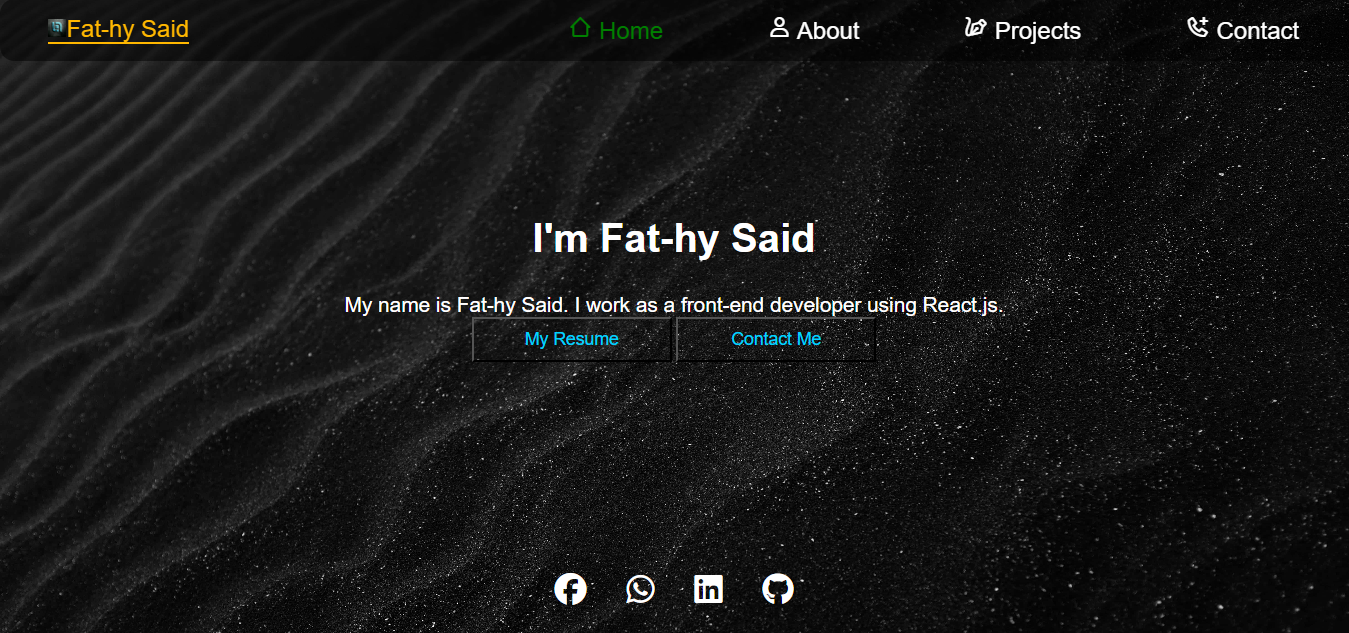 Fat-hy Said
Home
About
Projects
Contact
I'm Fat-hy Said
My name is Fat-hy Said. I work as a front-end developer using React.js.
My Resume
Contact Me